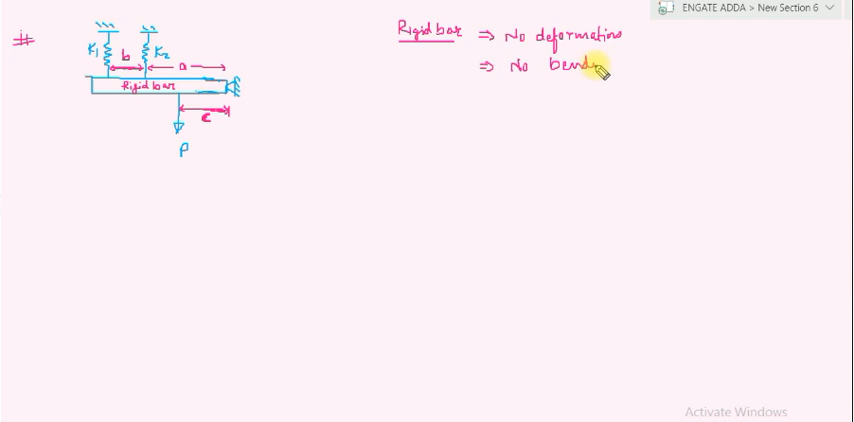 ENGATE ADDA > New Section 6
#
K1
K2
b
a
Rigid bar
c
P
Rigid bar ⇒ No deformation
⇒ No bend
Activate Windows